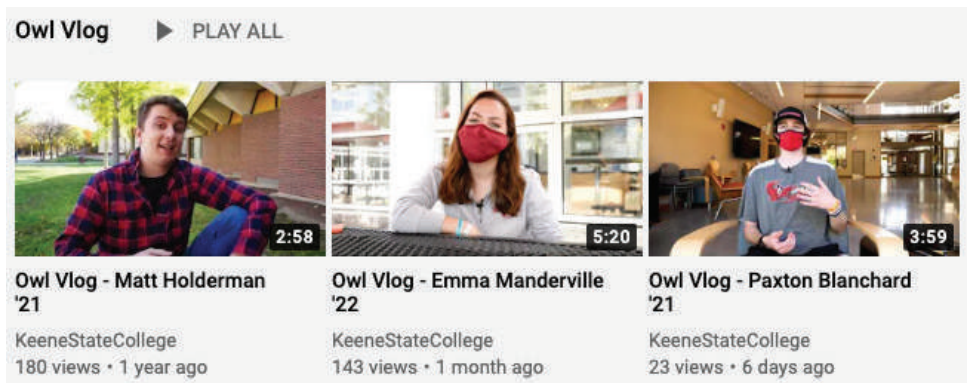 Owl Vlog PLAY ALL
2:58
5:20
3:59
Owl Vlog - Matt Holderman
'21
KeeneStateCollege
180 views • 1 year ago
Owl Vlog - Emma Manderville
'22
KeeneStateCollege
143 views • 1 month ago
Owl Vlog - Paxton Blanchard
'21
KeeneStateCollege
23 views • 6 days ago